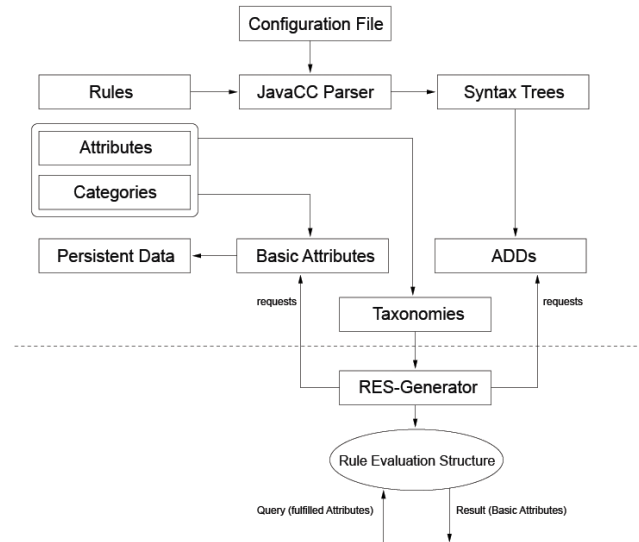 Configuration File
Rules
JavaCC Parser
Syntax Trees
Attributes
Categories
Persistent Data
Basic Attributes
ADDs
requests
requests
Taxonomies
RES-Generator
Rule Evaluation Structure
Query (fulfilled Attributes)
Result (Basic Attributes)